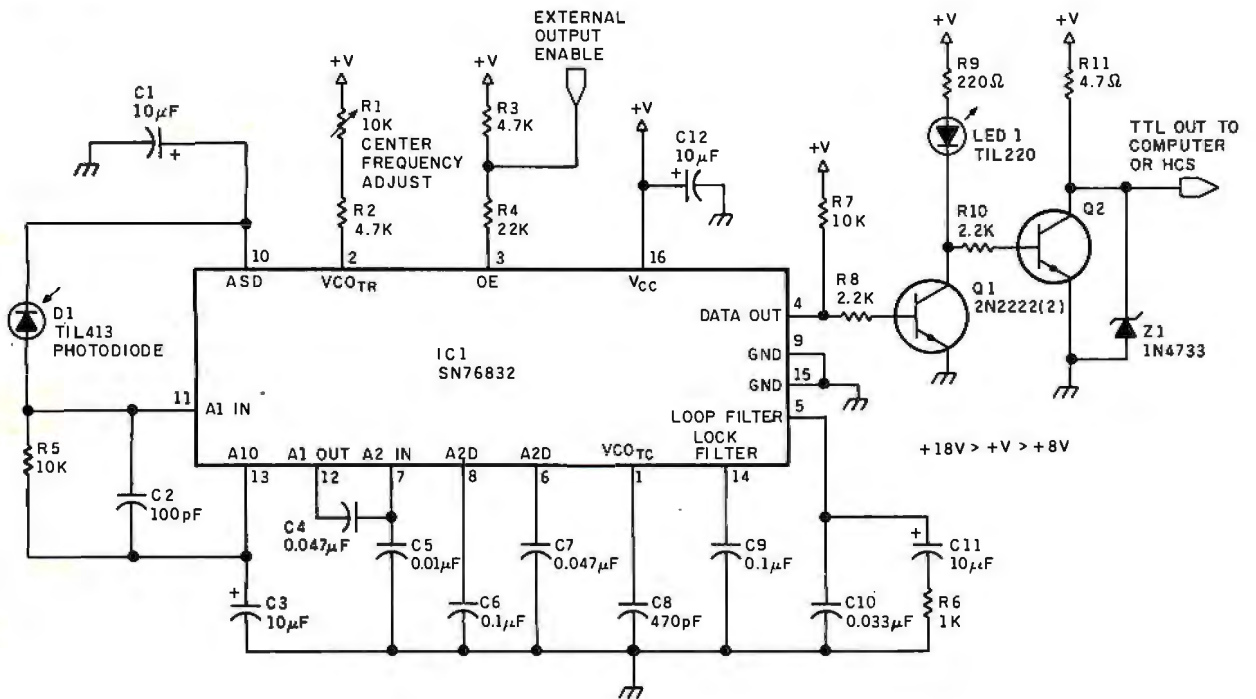 EXTERNAL
OUTPUT
ENABLE
+V
+V
+V
+V
+V
+V
C1
10μF
+
R1
10K
CENTER
FREQUENCY
ADJUST
R3
4.7K
C12
10μF
+
R9
220Ω
R11
4.7Ω
LED 1
TIL220
TTL OUT TO
COMPUTER
OR HCS
R2
4.7K
R4
22K
R7
10K
R10
2.2K
Q2
10
2
3
16
ASD
VCOTR
OE
VCC
D1
TIL413
PHOTODIODE
IC1
SN76832
DATA OUT
4
R8
2.2K
Q1
2N2222(2)
Z1
1N4733
GND
9
GND
15
11
A1 IN
LOOP FILTER
5
+18V > +V > +8V
R5
10K
A10
A1 OUT
A2 IN
A2D
A2D
VCOTC
LOCK
FILTER
13
12
7
8
6
1
14
C2
100pF
C4
0.047μF
C5
0.01μF
C7
0.047μF
C9
0.1μF
+
C11
10μF
+
C3
10μF
C6
0.1μF
C8
470pF
C10
0.033μF
R6
1K